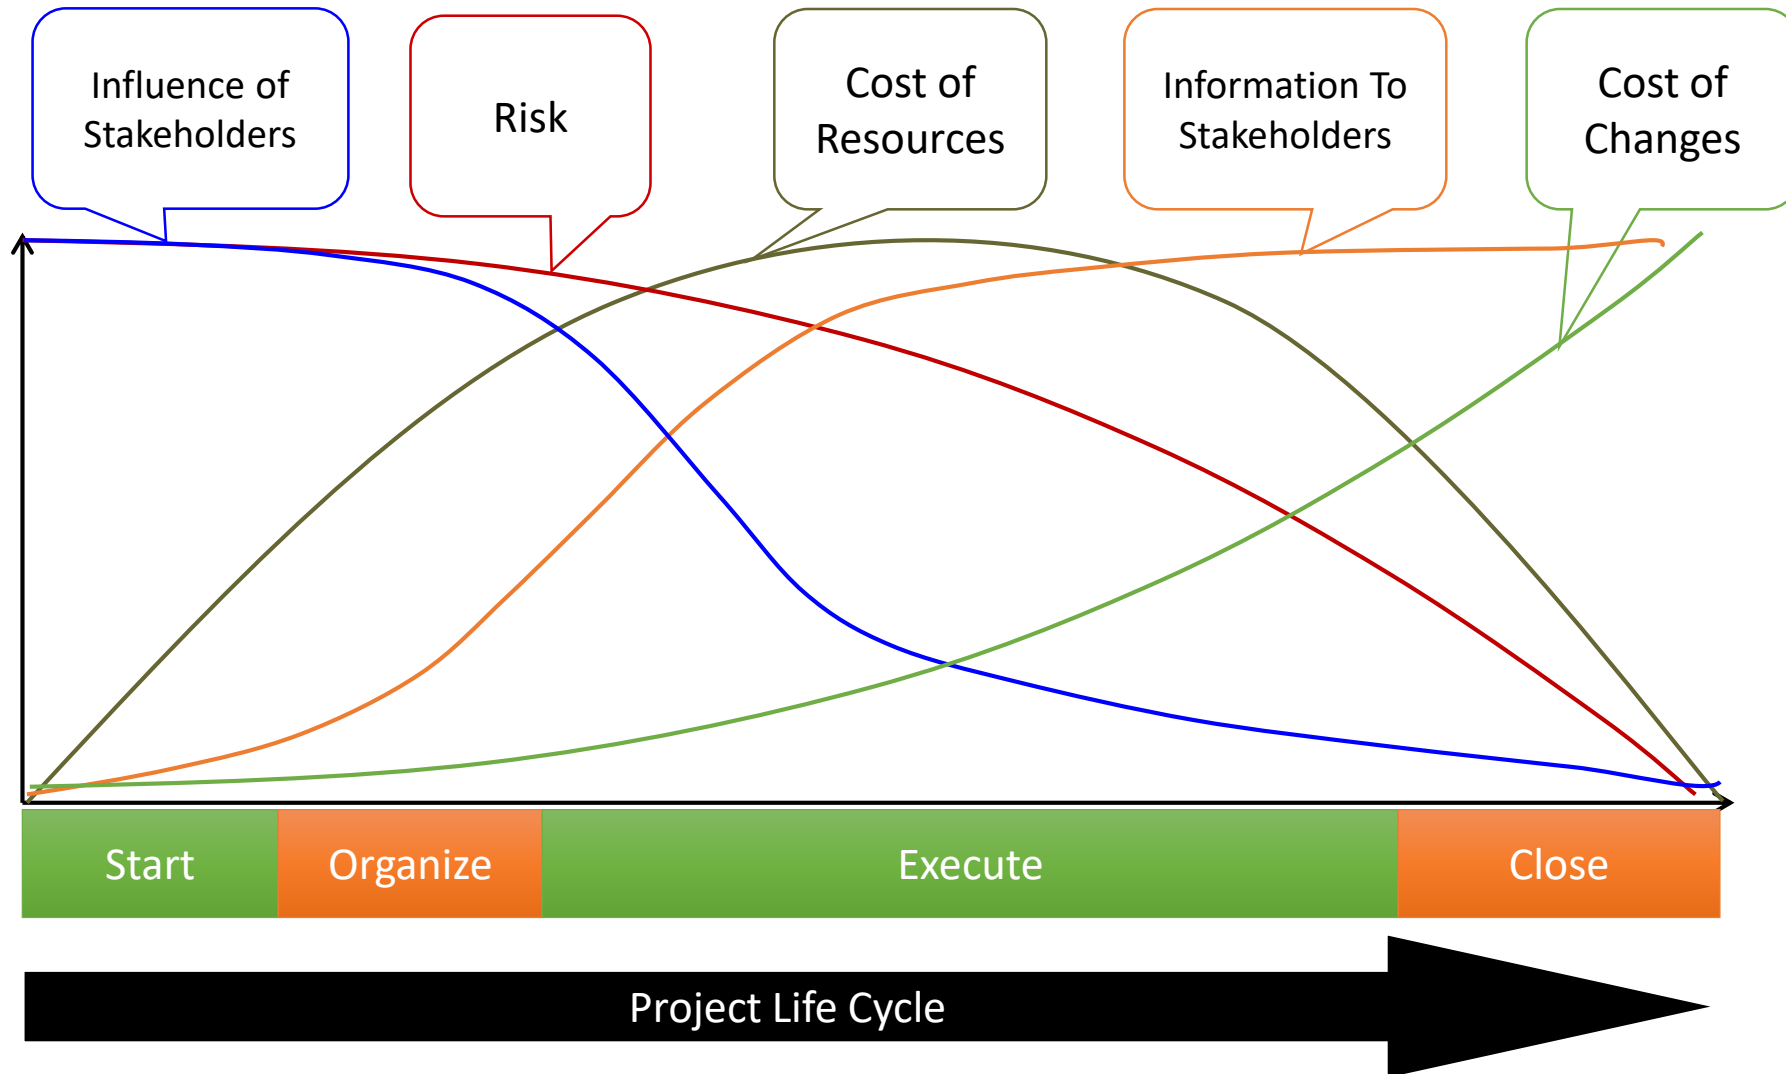 Influence of
Stakeholders
Risk
Cost of
Resources
Information To
Stakeholders
Cost of
Changes
Start
Organize
Execute
Close
Project Life Cycle